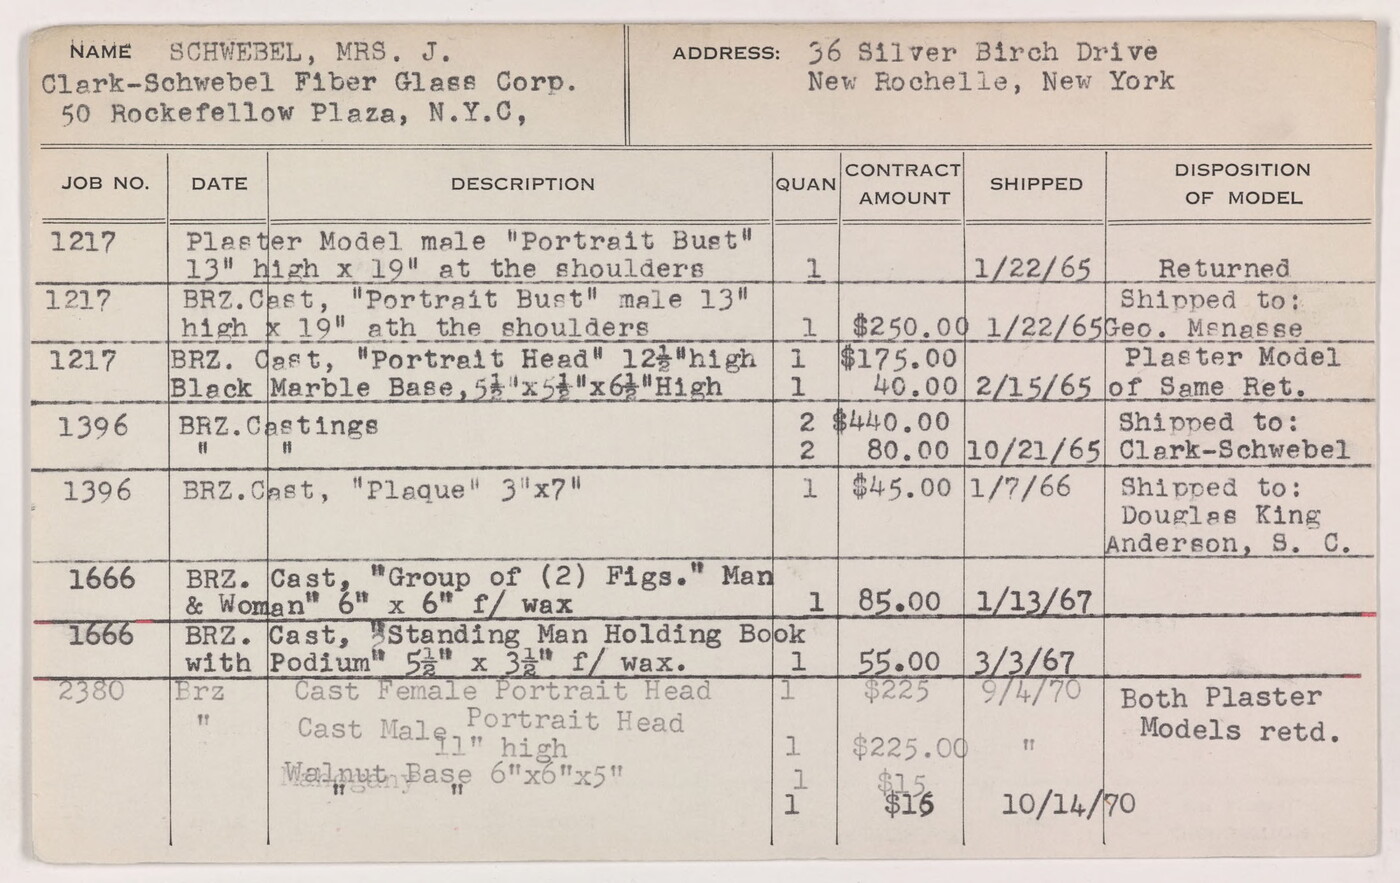 NAME SCHWEBEL, MRS. J.
Clark-Schwebel Fiber Glass Corp.
50 Rockefellow Plaza, N.Y.C,
ADDRESS: 36 Silver Birch Drive
New Rochelle, New York
JOB NO. DATE DESCRIPTION QUAN CONTRACT AMOUNT SHIPPED DISPOSITION OF MODEL
1217 Plaster Model male "Portrait Bust"
13" high x 19" at the shoulders 1 1/22/65 Returned
1217 BRZ.Cast, "Portrait Bust" male 13" Shipped to:
high x 19" ath the shoulders 1 $250.00 1/22/65 Geo. Menasse
1217 BRZ. Cast, "Portrait Head" 12½"high 1 $175.00 Plaster Model
Black Marble Base,5½"x5½"x6½"High 1 40.00 2/15/65 of Same Ret.
1396 BRZ.Castings 2 $440.00 Shipped to:
" " 2 80.00 10/21/65 Clark-Schwebel
1396 BRZ.Cast, "Plaque" 3"x7" 1 $45.00 1/7/66 Shipped to:
Douglas King
Anderson, S. C.
1666 BRZ. Cast, "Group of (2) Figs." Man
& Woman" 6" x 6" f/ wax 1 85.00 1/13/67
1666 BRZ. Cast, "Standing Man Holding Book
with Podium" 5½" x 3½" f/ wax. 1 55.00 3/3/67
2380 Brz Cast Female Portrait Head 1 $225 9/4/70 Both Plaster
" Cast Male Portrait Head Models retd.
11" high 1 $225.00 "
Walnut Base 6"x6"x5" 1 $15
" " 1 $15 10/14/70